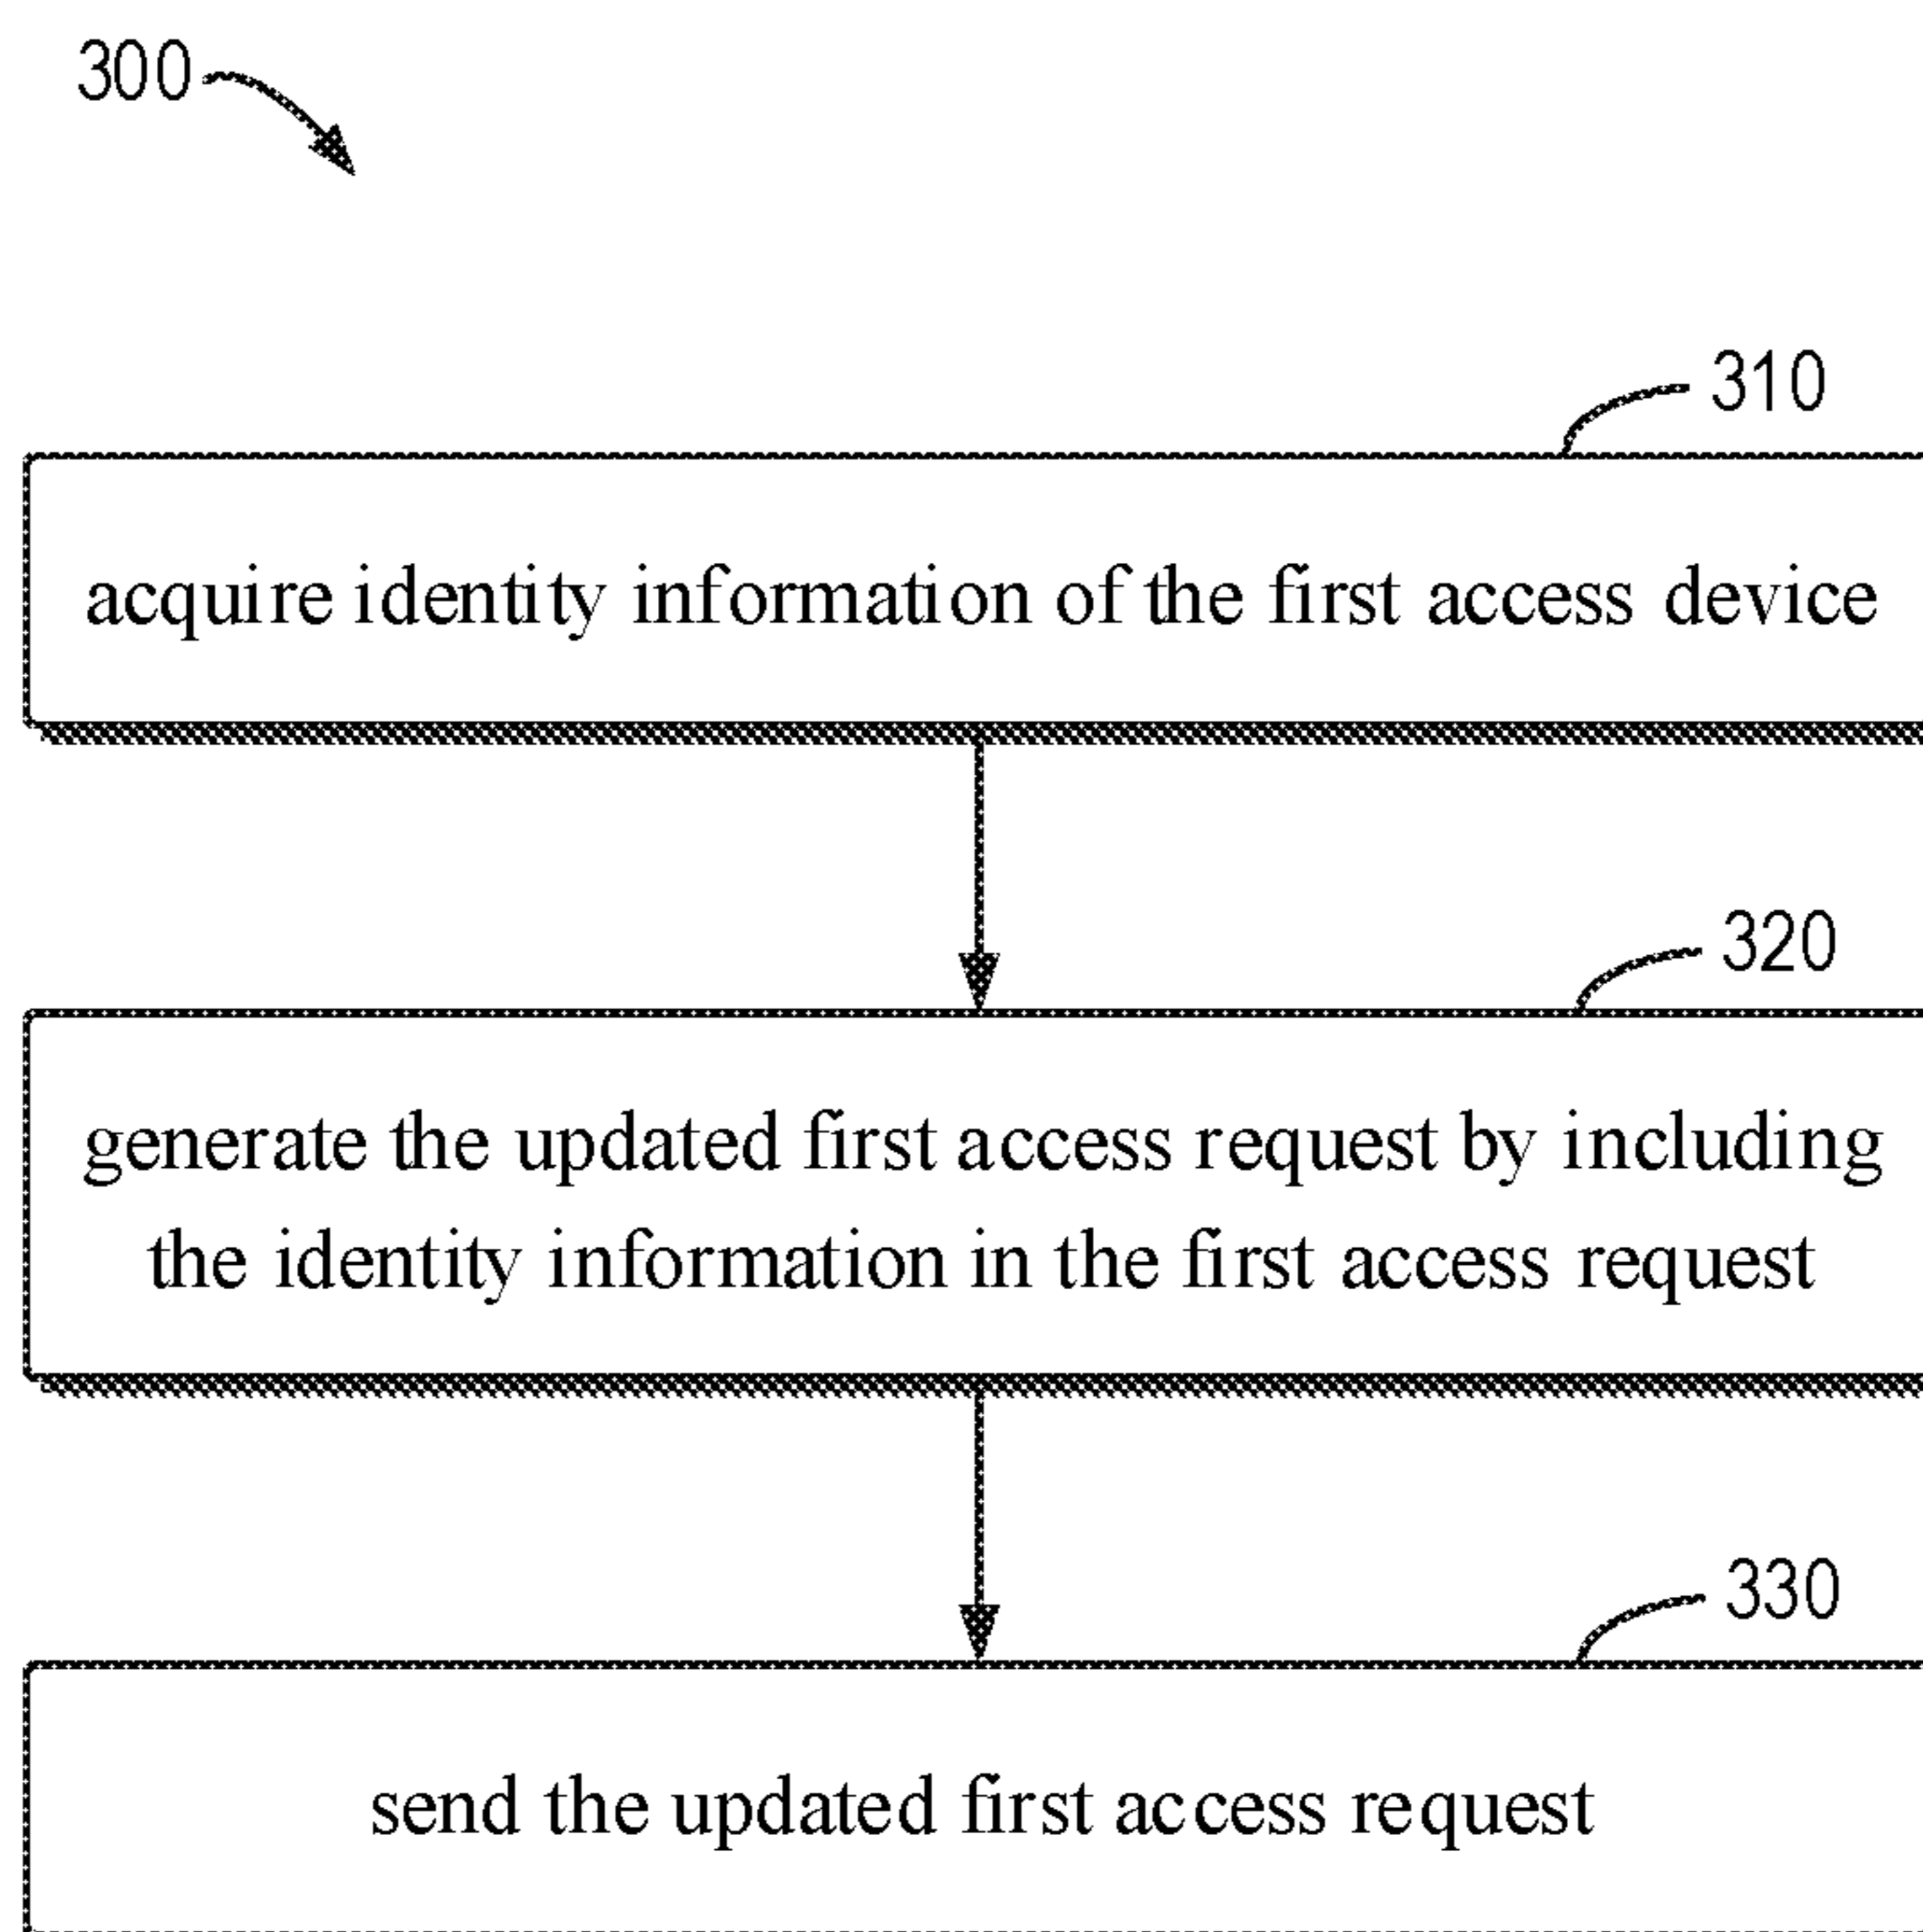 300
310
acquire identity information of the first access device
320
generate the updated first access request by including
the identity information in the first access request
330
send the updated first access request